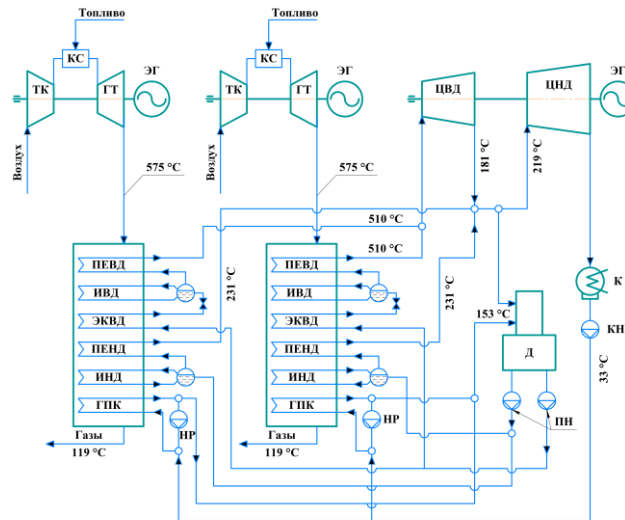 Топливо
Топливо
КС
КС
ТК
ГТ
ЭГ
ТК
ГТ
ЭГ
ЦВД
ЦНД
ЭГ
Воздух
Воздух
181 °С
219 °С
575 °С
575 °С
510 °С
510 °С
ПЕВД
ИВД
ЭКВД
ПЕНД
ИНД
ГПК
231 °С
ПЕВД
ИВД
ЭКВД
ПЕНД
ИНД
ГПК
231 °С
153 °С
Д
К
КН
33 °С
НР
НР
ПН
Газы
119 °С
Газы
119 °С